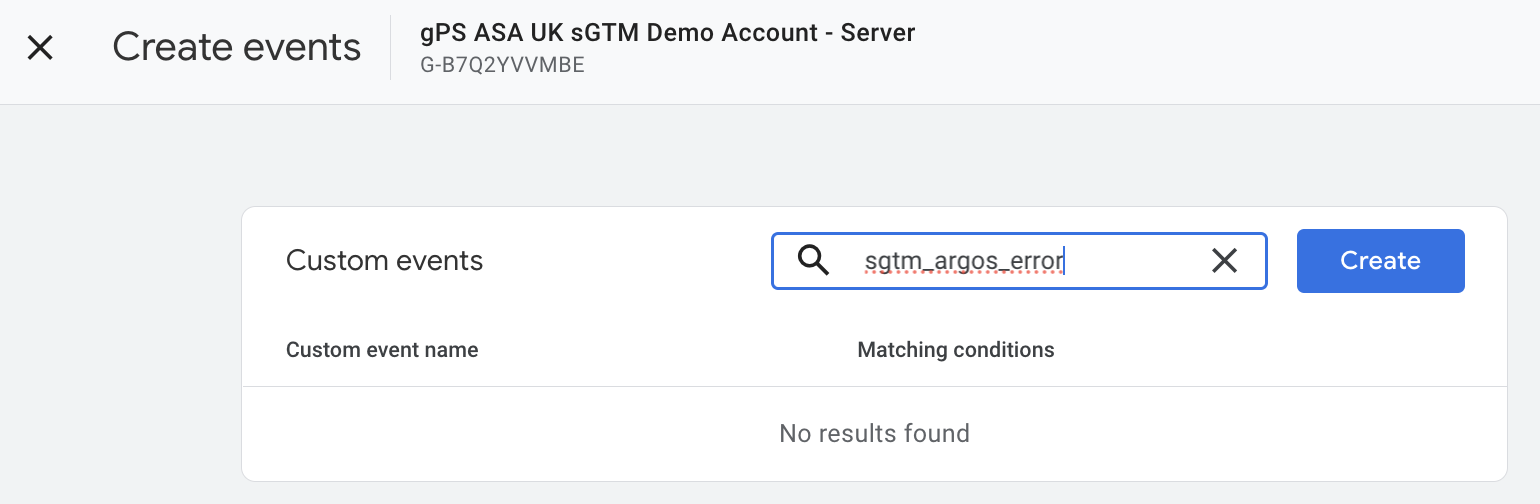 Create events
gPS ASA UK sGTM Demo Account - Server
G-B7Q2YVVMBE
Custom events
sgtm_argos_error
Create
Custom event name
Matching conditions
No results found